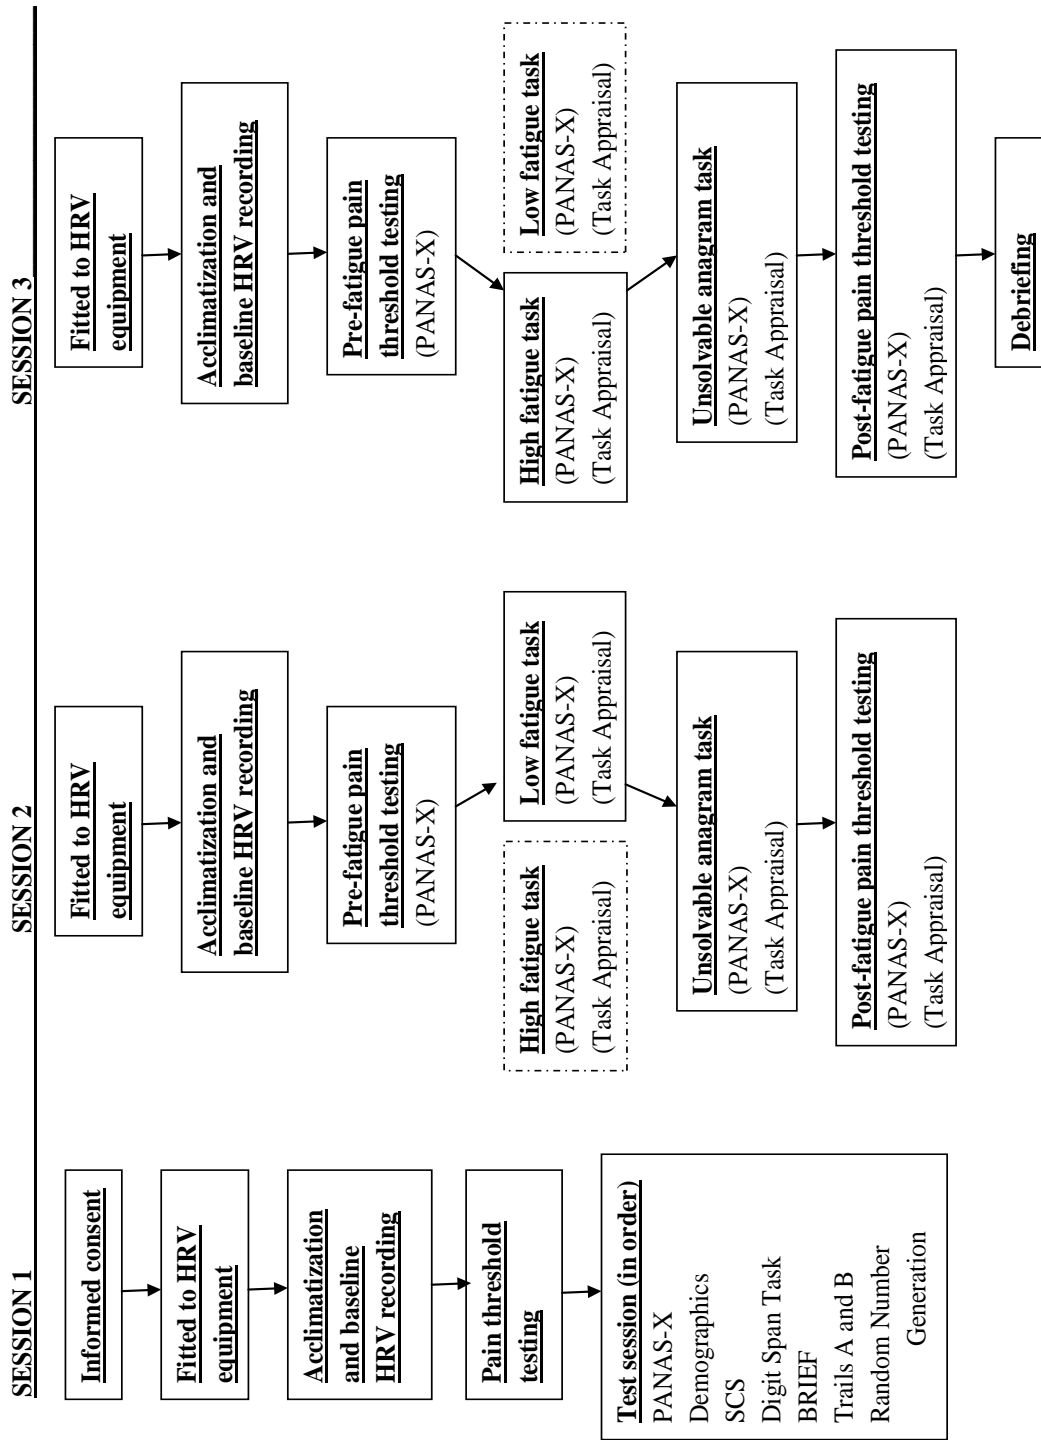 SESSION 1
Informed consent
Fitted to HRV
equipment
Acclimatization
and baseline
HRV recording
Pain threshold
testing
Test session (in order)
PANAS-X
Demographics
SCS
Digit Span Task
BRIEF
Trails A and B
Random Number
Generation
SESSION 2
Fitted to HRV
equipment
Acclimatization and
baseline HRV recording
Pre-fatigue pain
threshold testing
(PANAS-X)
High fatigue task
(PANAS-X)
(Task Appraisal)
Low fatigue task
(PANAS-X)
(Task Appraisal)
Unsolvable anagram task
(PANAS-X)
(Task Appraisal)
Post-fatigue pain threshold testing
(PANAS-X)
(Task Appraisal)
SESSION 3
Fitted to HRV
equipment
Acclimatization and
baseline HRV recording
Pre-fatigue pain
threshold testing
(PANAS-X)
High fatigue task
(PANAS-X)
(Task Appraisal)
Low fatigue task
(PANAS-X)
(Task Appraisal)
Unsolvable anagram task
(PANAS-X)
(Task Appraisal)
Post-fatigue pain threshold testing
(PANAS-X)
(Task Appraisal)
Debriefing